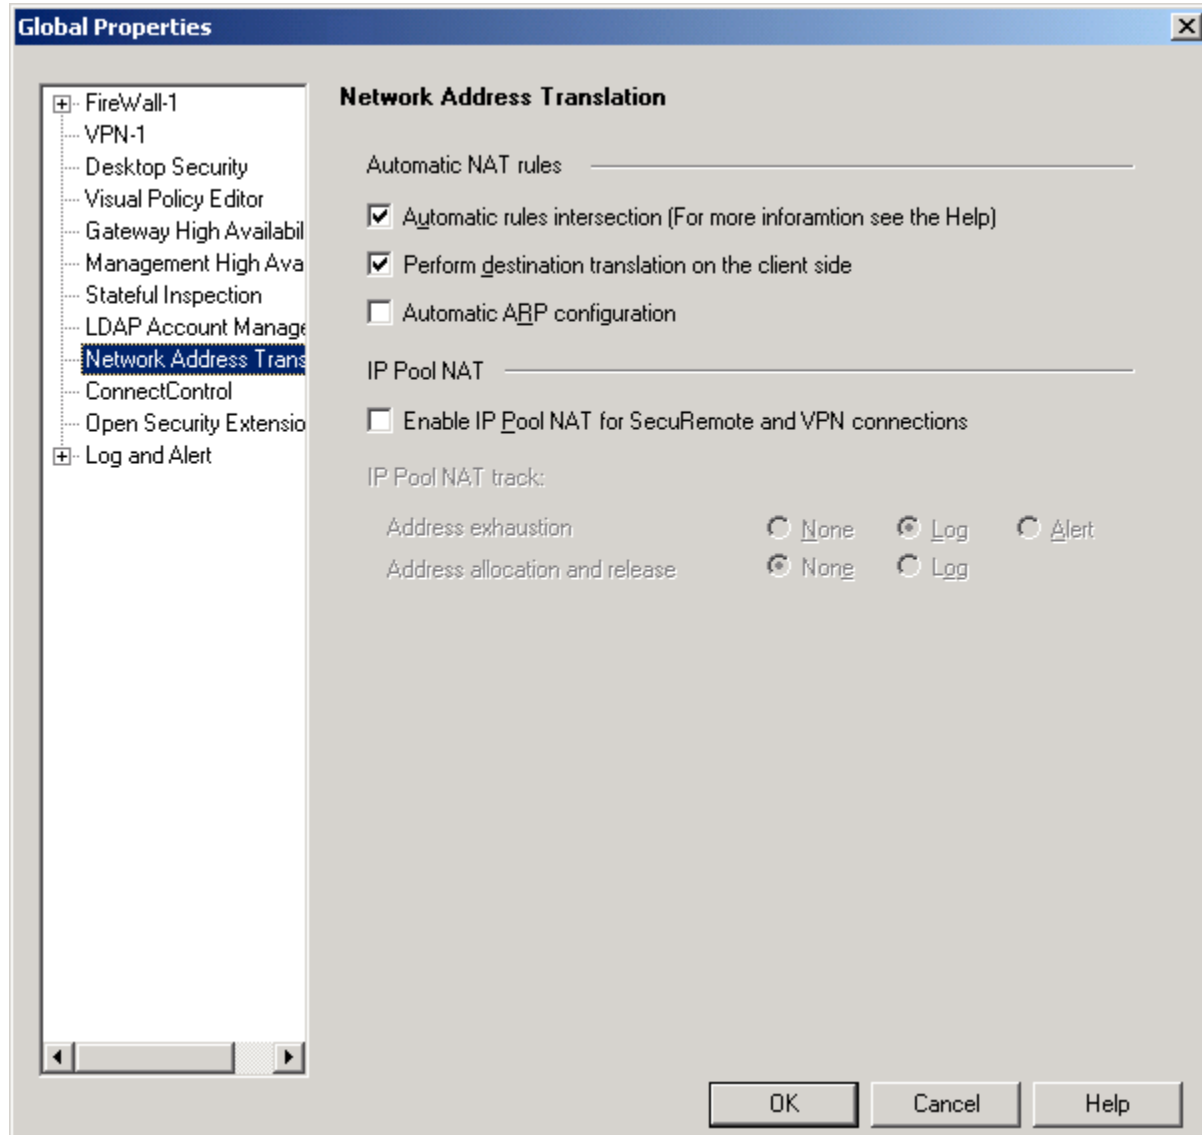 Global Properties
FireWall-1
VPN-1
Desktop Security
Visual Policy Editor
Gateway High Availabil
Management High Ava
Stateful Inspection
LDAP Account Manage
Network Address Trans
ConnectControl
Open Security Extensio
Log and Alert
Network Address Translation
Automatic NAT rules
Automatic rules intersection (For more inforamtion see the Help)
Perform destination translation on the client side
Automatic ARP configuration
IP Pool NAT
Enable IP Pool NAT for SecuRemote and VPN connections
IP Pool NAT track:
Address exhaustion None Log Alert
Address allocation and release None Log
OK Cancel Help